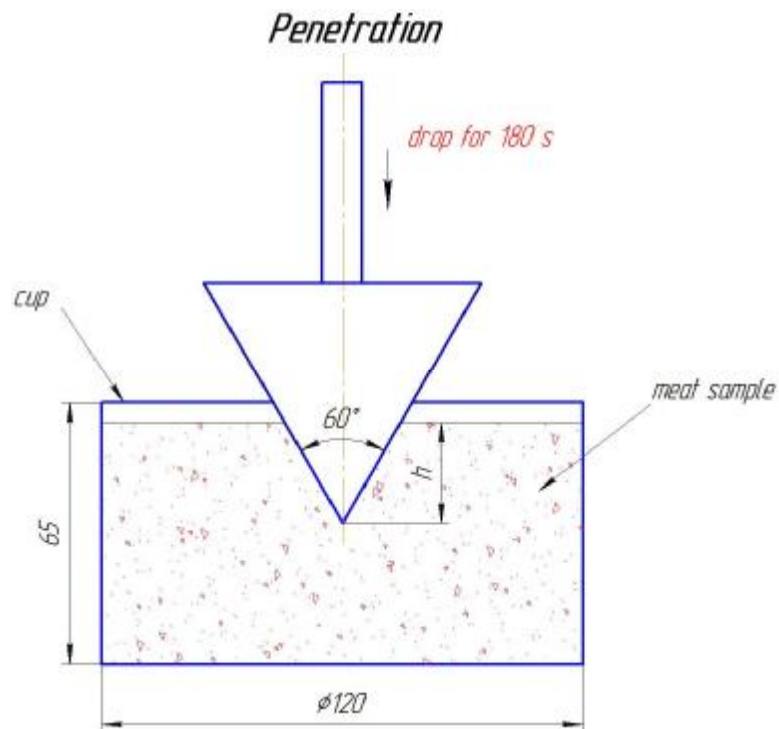 Penetration
drop for 180 s
cup
meat sample
60°
h
65
ϕ120